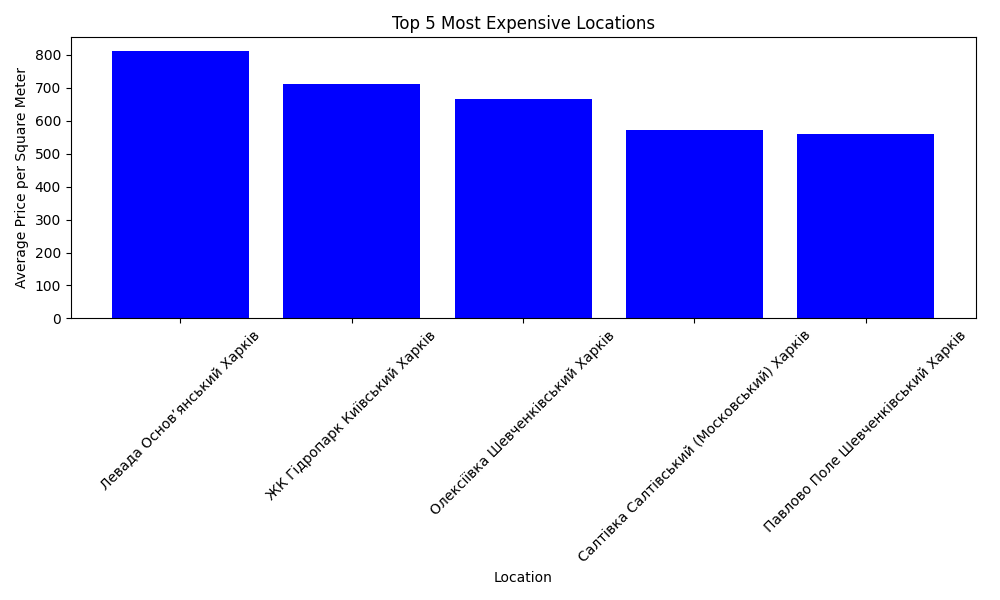 Top 5 Most Expensive Locations
Average Price per Square Meter
800
700
600
500
400
300
200
100
0
Левада Основ’янський Харків
ЖК Гідропарк Київський Харків
Олексіївка Шевченківський Харків
Салтівка Салтівський (Московський) Харків
Павлово Поле Шевченківський Харків
Location